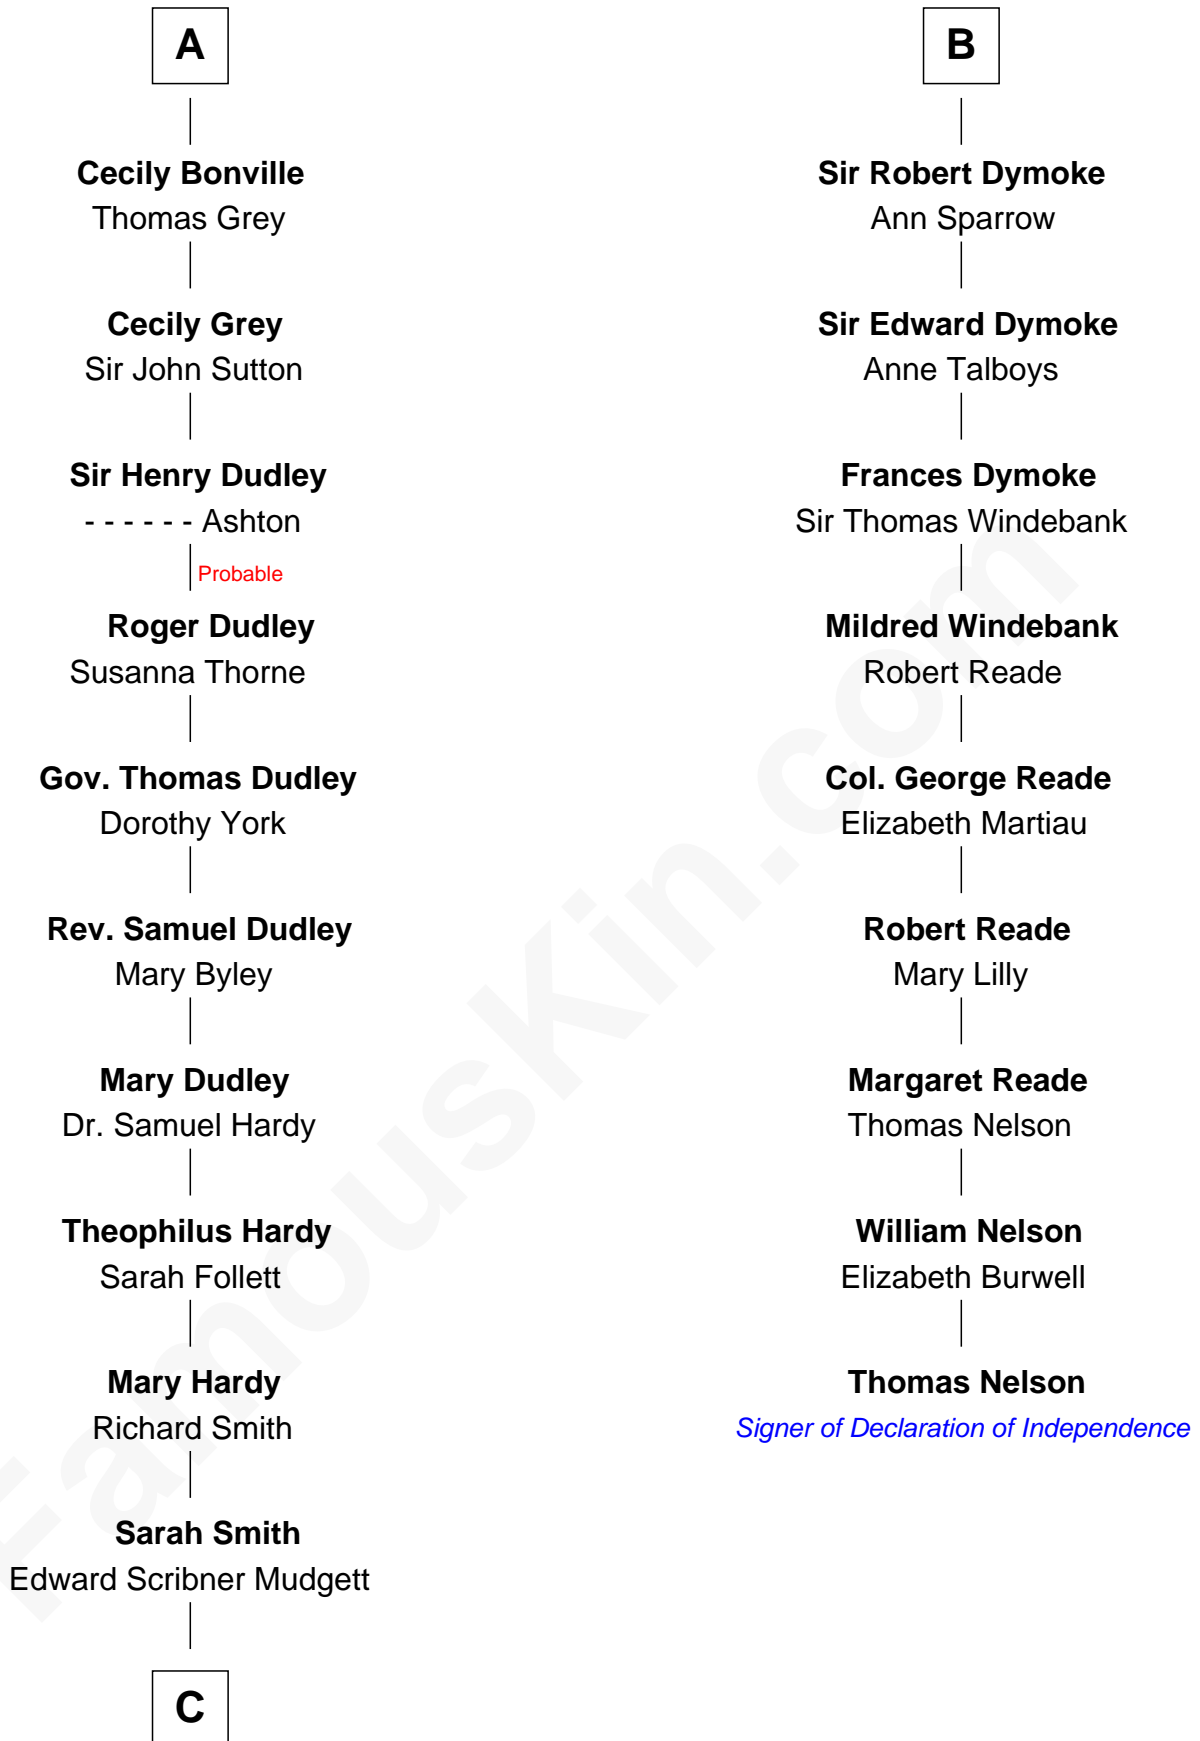 A
Cecily Bonville
Thomas Grey
Cecily Grey
Sir John Sutton
Sir Henry Dudley
- - - - - - Ashton
Probable
Roger Dudley
Susanna Thorne
Gov. Thomas Dudley
Dorothy York
Rev. Samuel Dudley
Mary Byley
Mary Dudley
Dr. Samuel Hardy
Theophilus Hardy
Sarah Follett
Mary Hardy
Richard Smith
Sarah Smith
Edward Scribner Mudgett
C
B
Sir Robert Dymoke
Ann Sparrow
Sir Edward Dymoke
Anne Talboys
Frances Dymoke
Sir Thomas Windebank
Mildred Windebank
Robert Reade
Col. George Reade
Elizabeth Martiau
Robert Reade
Mary Lilly
Margaret Reade
Thomas Nelson
William Nelson
Elizabeth Burwell
Thomas Nelson
Signer of Declaration of Independence
FamousKin.com